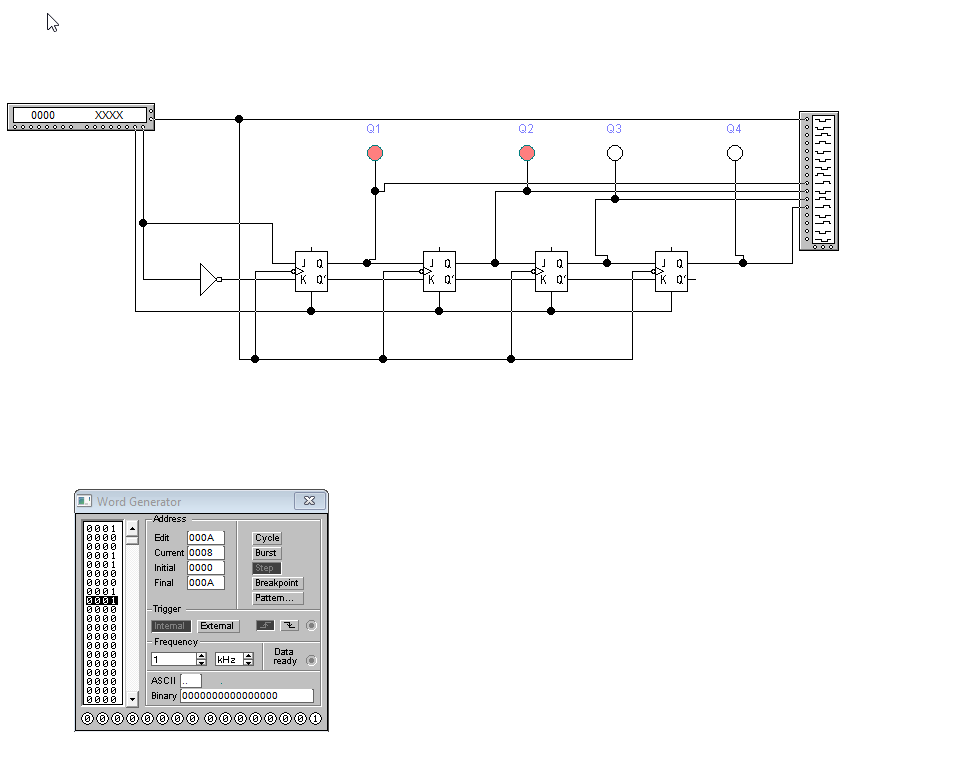 0000 XXXX
Q1 Q2 Q3 Q4
J Q J Q J Q J Q
K Q' K Q' K Q' K Q'
Word Generator
0001
0000
0000
0001
0001
0000
0000
0001
0001
0000
0000
0000
0000
0000
0000
0000
0000
0000
0000
0000
Address
Edit 000A
Current 0008
Initial 0000
Final 000A
Cycle
Burst
Step
Breakpoint
Pattern...
Trigger
Internal External
Frequency
1 kHz
Data
ready
ASCII .. .
Binary 0000000000000000
0 0 0 0 0 0 0 0 0 0 0 0 0 0 0 1